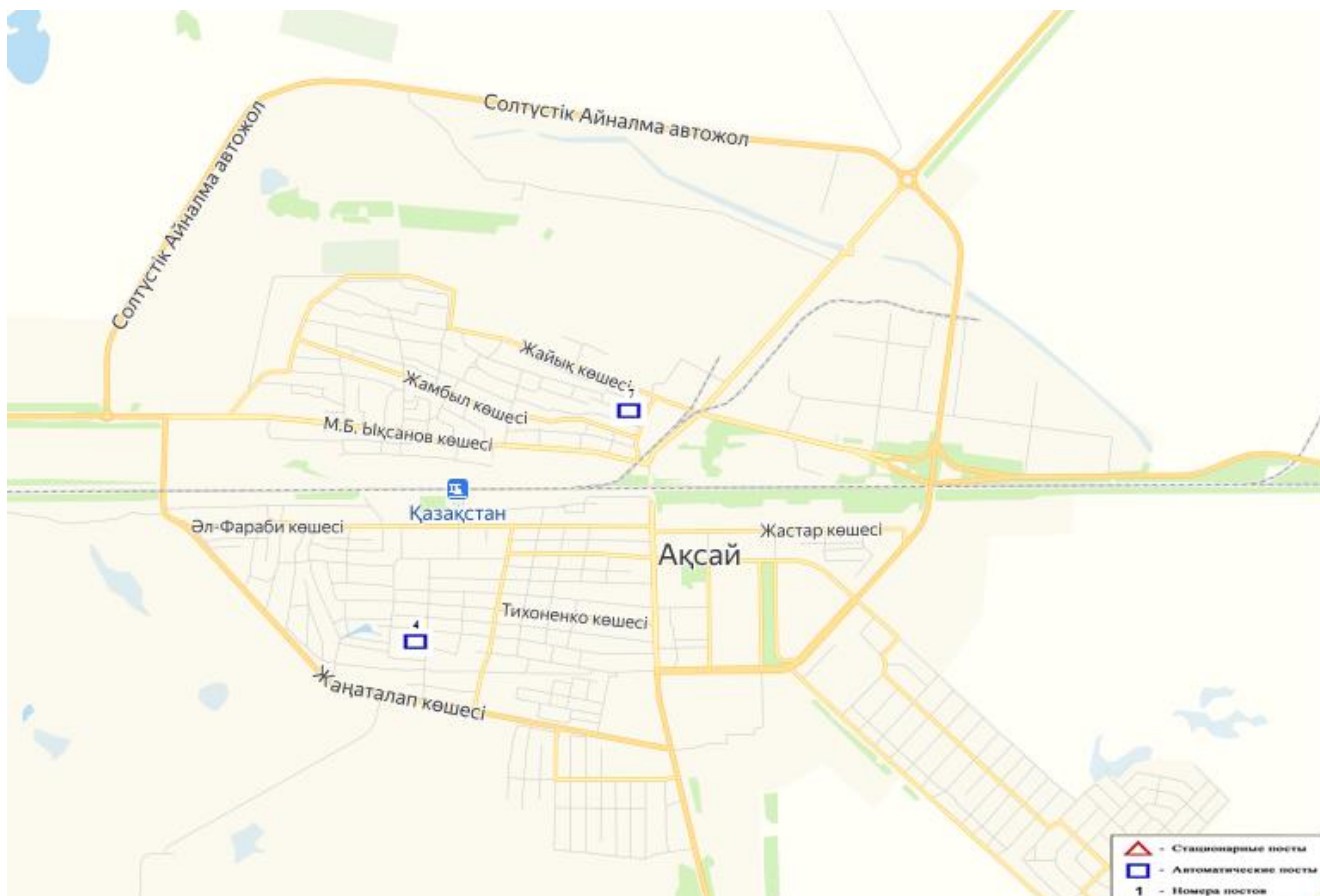 Солтүстік Айналма автожол
Солтүстік Айналма автожол
Жайық көшесі
7
Жамбыл көшесі
М.Б. Ықсанов көшесі
Қазақстан
Әл-Фараби көшесі
Жастар көшесі
Ақсай
Тихоненко көшесі
4
Жаңаталап көшесі
- Стационарные посты
- Автоматические посты
1 - Номера постов